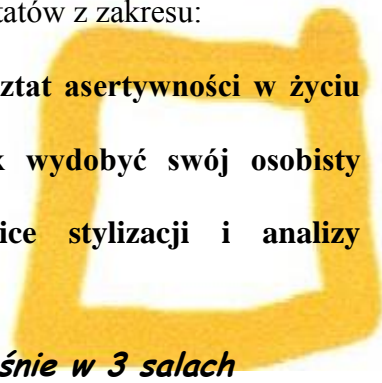 tatów z zakresu:
ztat asertywności w życiu
wydobyć swój osobisty
ice stylizacji i analizy
śnie w 3 salach